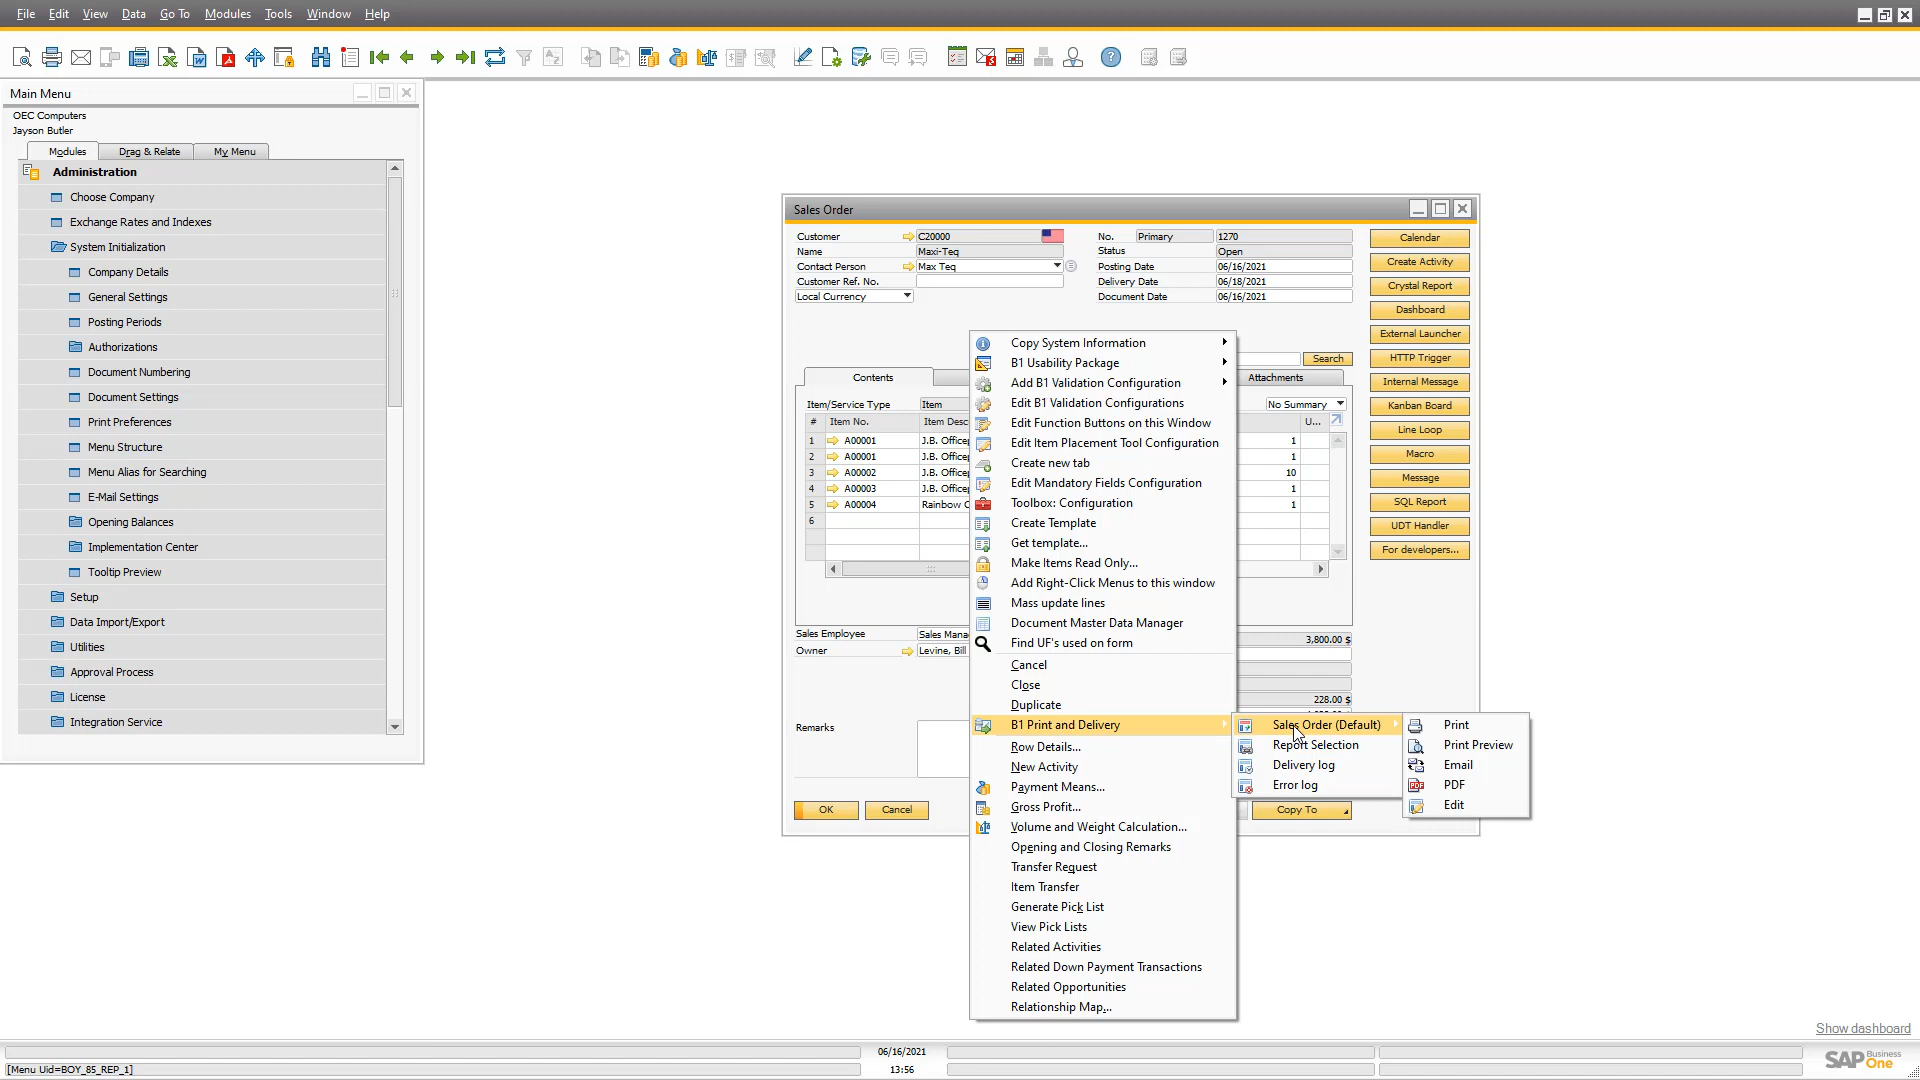 File Edit View Data Go To Modules Tools Window Help
Main Menu
OEC Computers
Jayson Butler
Modules Drag & Relate My Menu
Administration
Choose Company
Exchange Rates and Indexes
System Initialization
Company Details
General Settings
Posting Periods
Authorizations
Document Numbering
Document Settings
Print Preferences
Menu Structure
Menu Alias for Searching
E-Mail Settings
Opening Balances
Implementation Center
Tooltip Preview
Setup
Data Import/Export
Utilities
Approval Process
License
Integration Service
Sales Order
Customer C20000
Name Maxi-Teq
Contact Person Max Teq
Customer Ref. No.
Local Currency
No. Primary 1270
Status Open
Posting Date 06/16/2021
Delivery Date 06/18/2021
Document Date 06/16/2021
Search
Contents Attachments
Item/Service Type Item No Summary
# Item No. Item Desc U...
1 A00001 J.B. Office 1
2 A00001 J.B. Office 1
3 A00002 J.B. Office 10
4 A00003 J.B. Office 1
5 A00004 Rainbow C 1
6
Sales Employee Sales Mana
Owner Levine, Bill
3,800.00 $
228.00 $
Remarks
OK Cancel Copy To
Calendar
Create Activity
Crystal Report
Dashboard
External Launcher
HTTP Trigger
Internal Message
Kanban Board
Line Loop
Macro
Message
SQL Report
UDT Handler
For developers...
Copy System Information
B1 Usability Package
Add B1 Validation Configuration
Edit B1 Validation Configurations
Edit Function Buttons on this Window
Edit Item Placement Tool Configuration
Create new tab
Edit Mandatory Fields Configuration
Toolbox: Configuration
Create Template
Get template...
Make Items Read Only...
Add Right-Click Menus to this window
Mass update lines
Document Master Data Manager
Find UF's used on form
Cancel
Close
Duplicate
B1 Print and Delivery
Row Details...
New Activity
Payment Means...
Gross Profit...
Volume and Weight Calculation...
Opening and Closing Remarks
Transfer Request
Item Transfer
Generate Pick List
View Pick Lists
Related Activities
Related Down Payment Transactions
Related Opportunities
Relationship Map...
Sales Order (Default)
Report Selection
Delivery log
Error log
Print
Print Preview
Email
PDF
Edit
Show dashboard
06/16/2021
[Menu Uid=BOY_85_REP_1] 13:56
SAP Business One